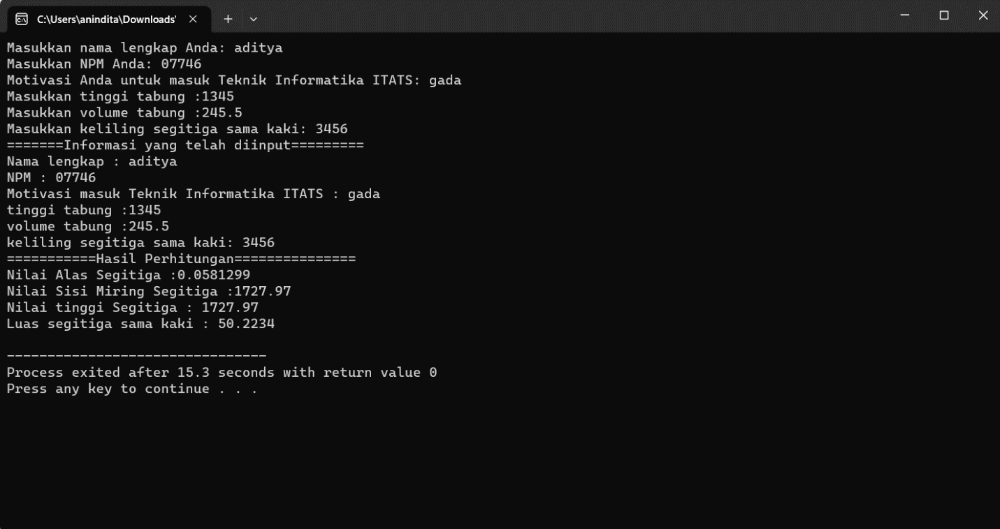 C:\Users\anindita\Downloads'
Masukkan nama lengkap Anda: aditya
Masukkan NPM Anda: 07746
Motivasi Anda untuk masuk Teknik Informatika ITATS: gada
Masukkan tinggi tabung :1345
Masukkan volume tabung :245.5
Masukkan keliling segitiga sama kaki: 3456
=======Informasi yang telah diinput=========
Nama lengkap : aditya
NPM : 07746
Motivasi masuk Teknik Informatika ITATS : gada
tinggi tabung :1345
volume tabung :245.5
keliling segitiga sama kaki: 3456
===========Hasil Perhitungan===============
Nilai Alas Segitiga :0.0581299
Nilai Sisi Miring Segitiga :1727.97
Nilai tinggi Segitiga : 1727.97
Luas segitiga sama kaki : 50.2234
--------------------------------
Process exited after 15.3 seconds with return value 0
Press any key to continue . . .